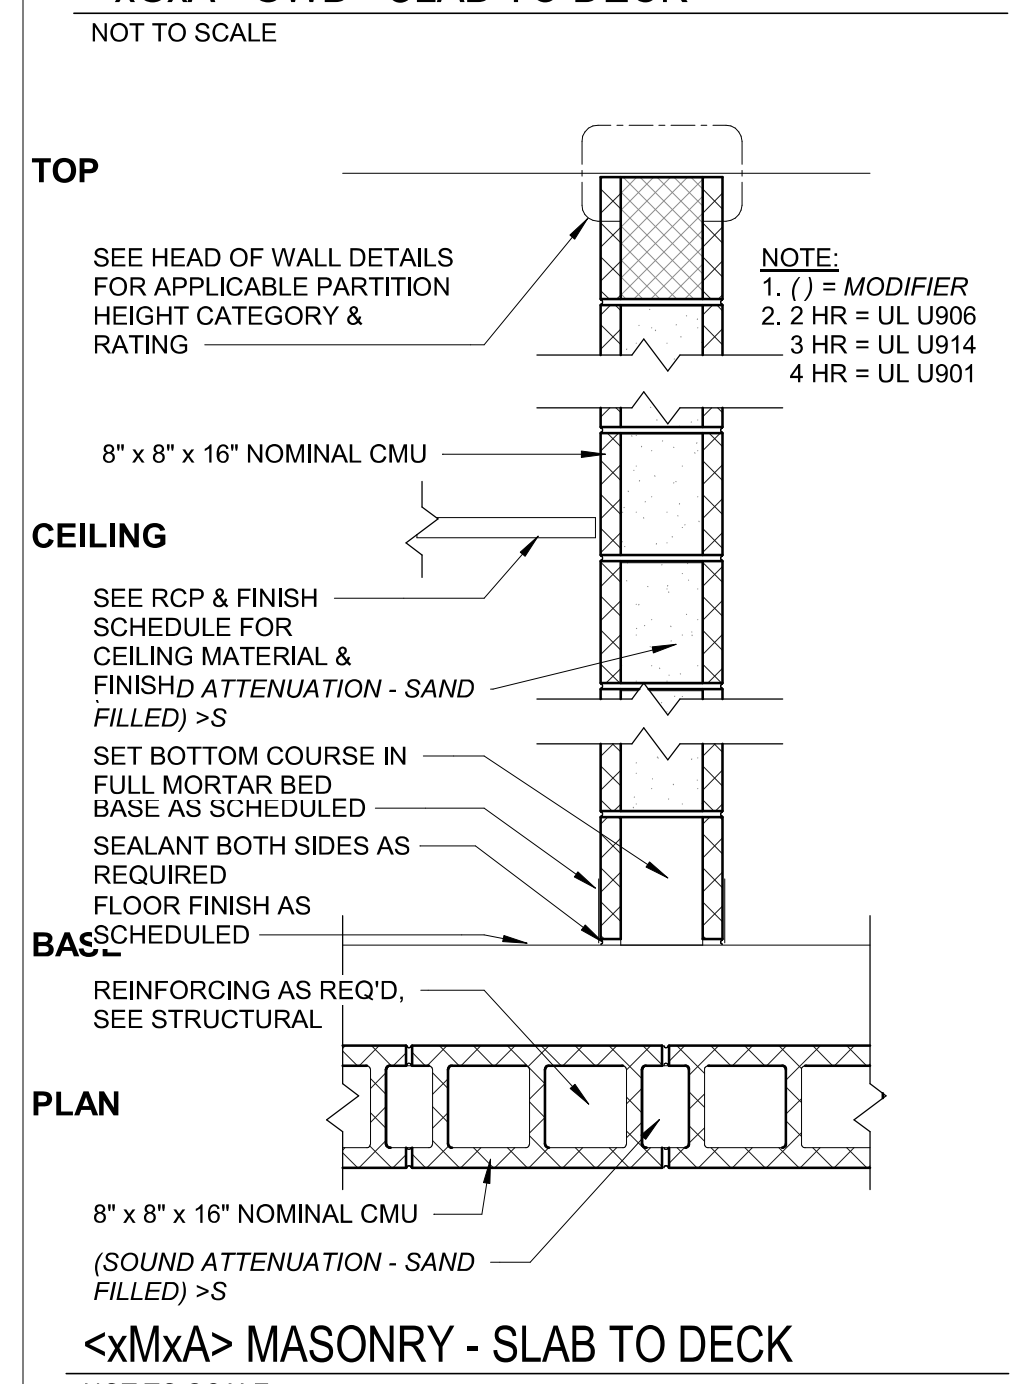 NOT TO SCALE
TOP
SEE HEAD OF WALL DETAILS
FOR APPLICABLE PARTITION
HEIGHT CATEGORY &
RATING
NOTE:
1. ( ) = MODIFIER
2. 2 HR = UL U906
3 HR = UL U914
4 HR = UL U901
8" x 8" x 16" NOMINAL CMU
CEILING
SEE RCP & FINISH
SCHEDULE FOR
CEILING MATERIAL &
FINISH
D ATTENUATION - SAND
FILLED) >S
SET BOTTOM COURSE IN
FULL MORTAR BED
BASE AS SCHEDULED
SEALANT BOTH SIDES AS
REQUIRED
FLOOR FINISH AS
SCHEDULED
BASE
REINFORCING AS REQ'D,
SEE STRUCTURAL
PLAN
8" x 8" x 16" NOMINAL CMU
(SOUND ATTENUATION - SAND
FILLED) >S
<xMxA> MASONRY - SLAB TO DECK